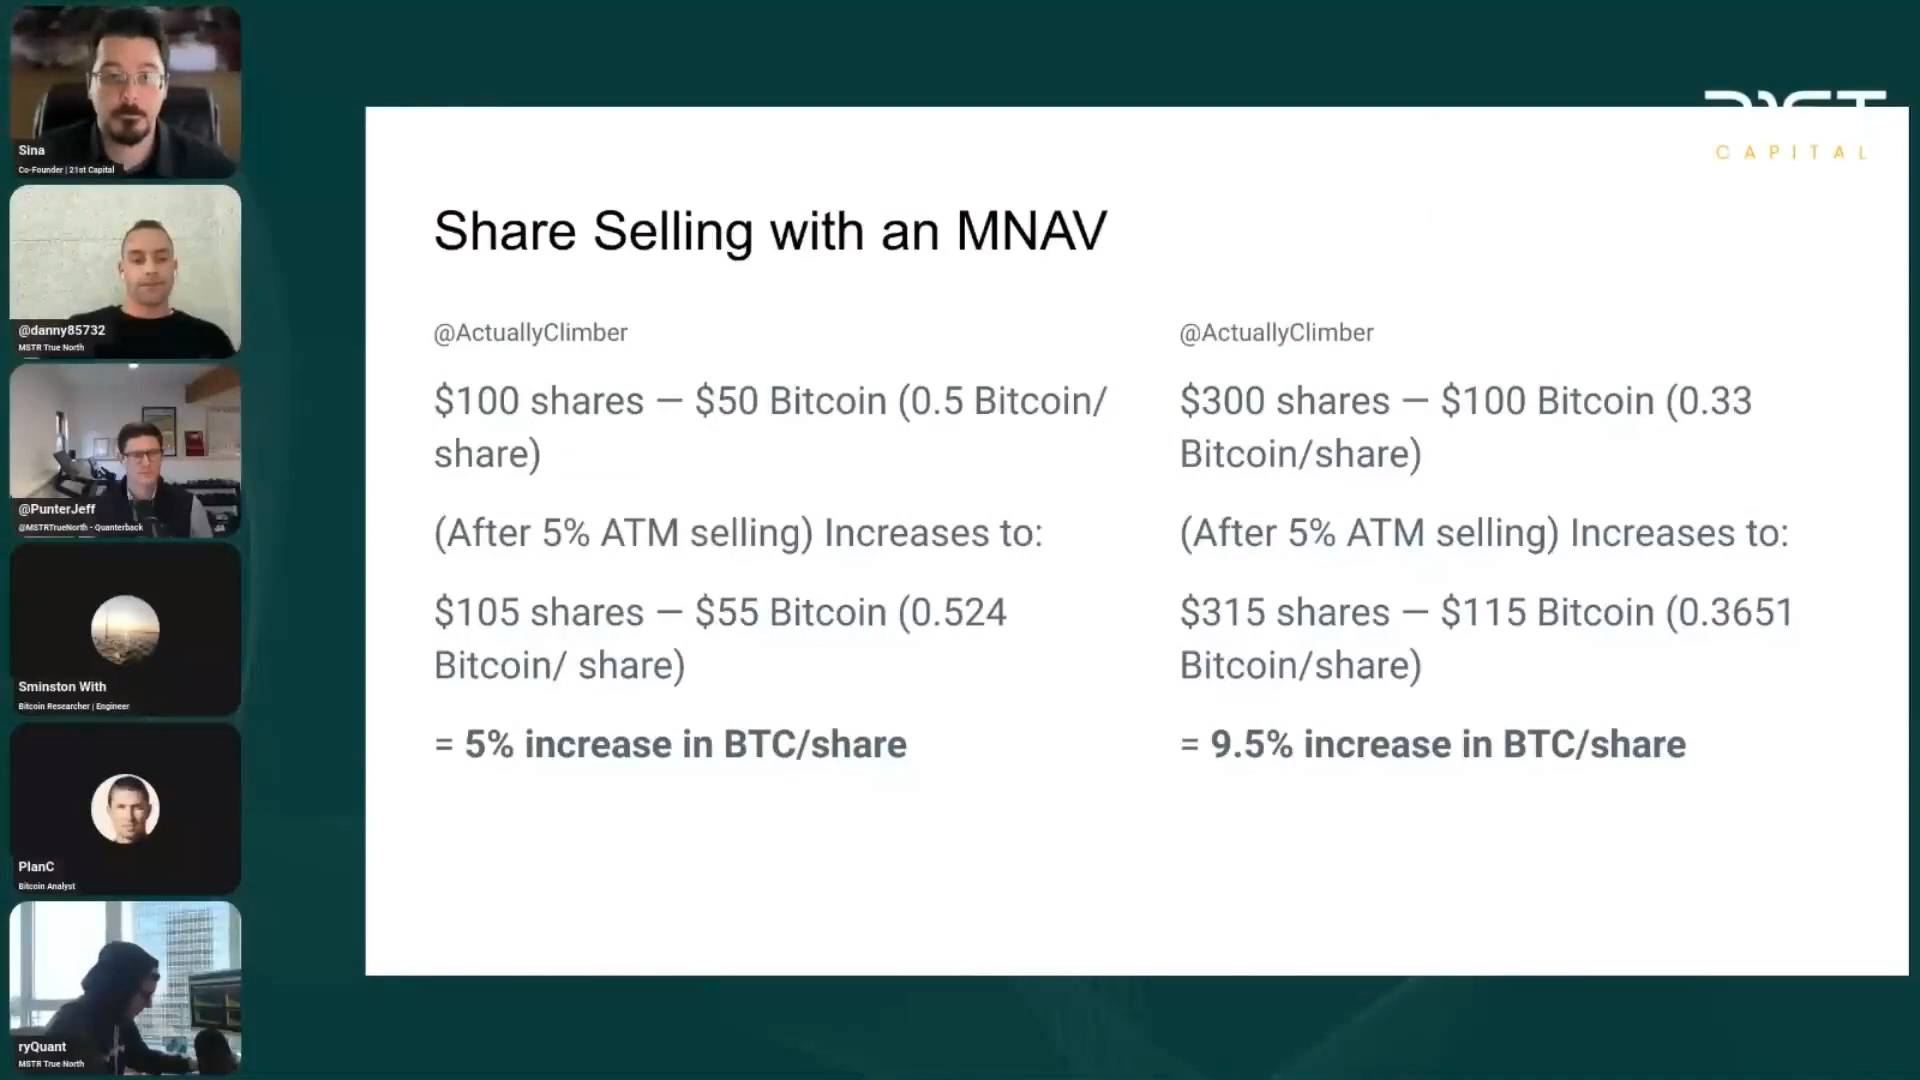 Sina
Co-Founder | 21st Capital
@danny85732
MSTR True North
@PunterJeff
@MSTRTrueNorth - Quanterback
Sminston With
Bitcoin Researcher | Engineer
PlanC
Bitcoin Analyst
ryQuant
MSTR True North
CAPITAL
Share Selling with an MNAV
@ActuallyClimber
$100 shares — $50 Bitcoin (0.5 Bitcoin/
share)
(After 5% ATM selling) Increases to:
$105 shares — $55 Bitcoin (0.524
Bitcoin/ share)
= 5% increase in BTC/share
@ActuallyClimber
$300 shares — $100 Bitcoin (0.33
Bitcoin/share)
(After 5% ATM selling) Increases to:
$315 shares — $115 Bitcoin (0.3651
Bitcoin/share)
= 9.5% increase in BTC/share